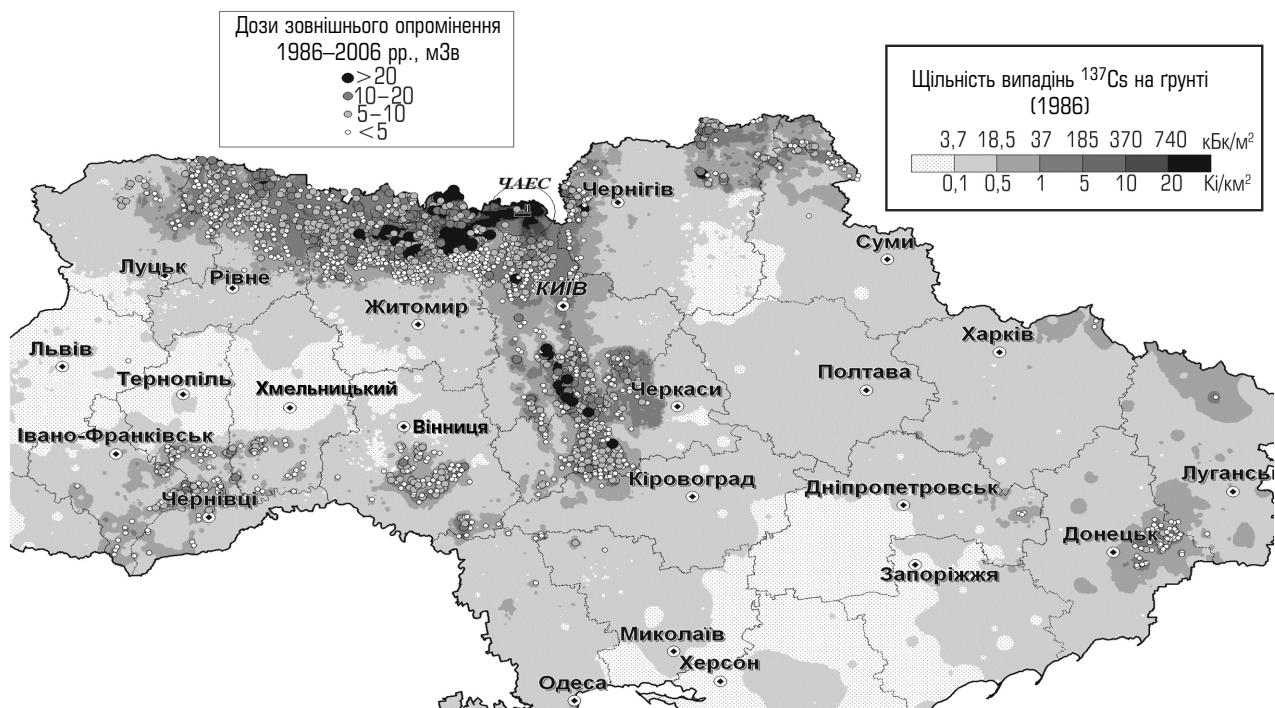 Дози зовнішнього опромінення
1986–2006 рр., мЗв
>20
10–20
5–10
<5
Щільність випадінь ¹³⁷Cs на ґрунті
(1986)
3,7 18,5 37 185 370 740 кБк/м²
0,1 0,5 1 5 10 20 Кі/км²
ЧАЕС
Чернігів
Суми
Луцьк
Рівне
КИЇВ
Житомир
Харків
Львів
Тернопіль
Хмельницький
Черкаси
Полтава
Івано-Франківськ
Вінниця
Чернівці
Кіровоград
Дніпропетровськ
Луганськ
Донецьк
Запоріжжя
Миколаїв
Херсон
Одеса